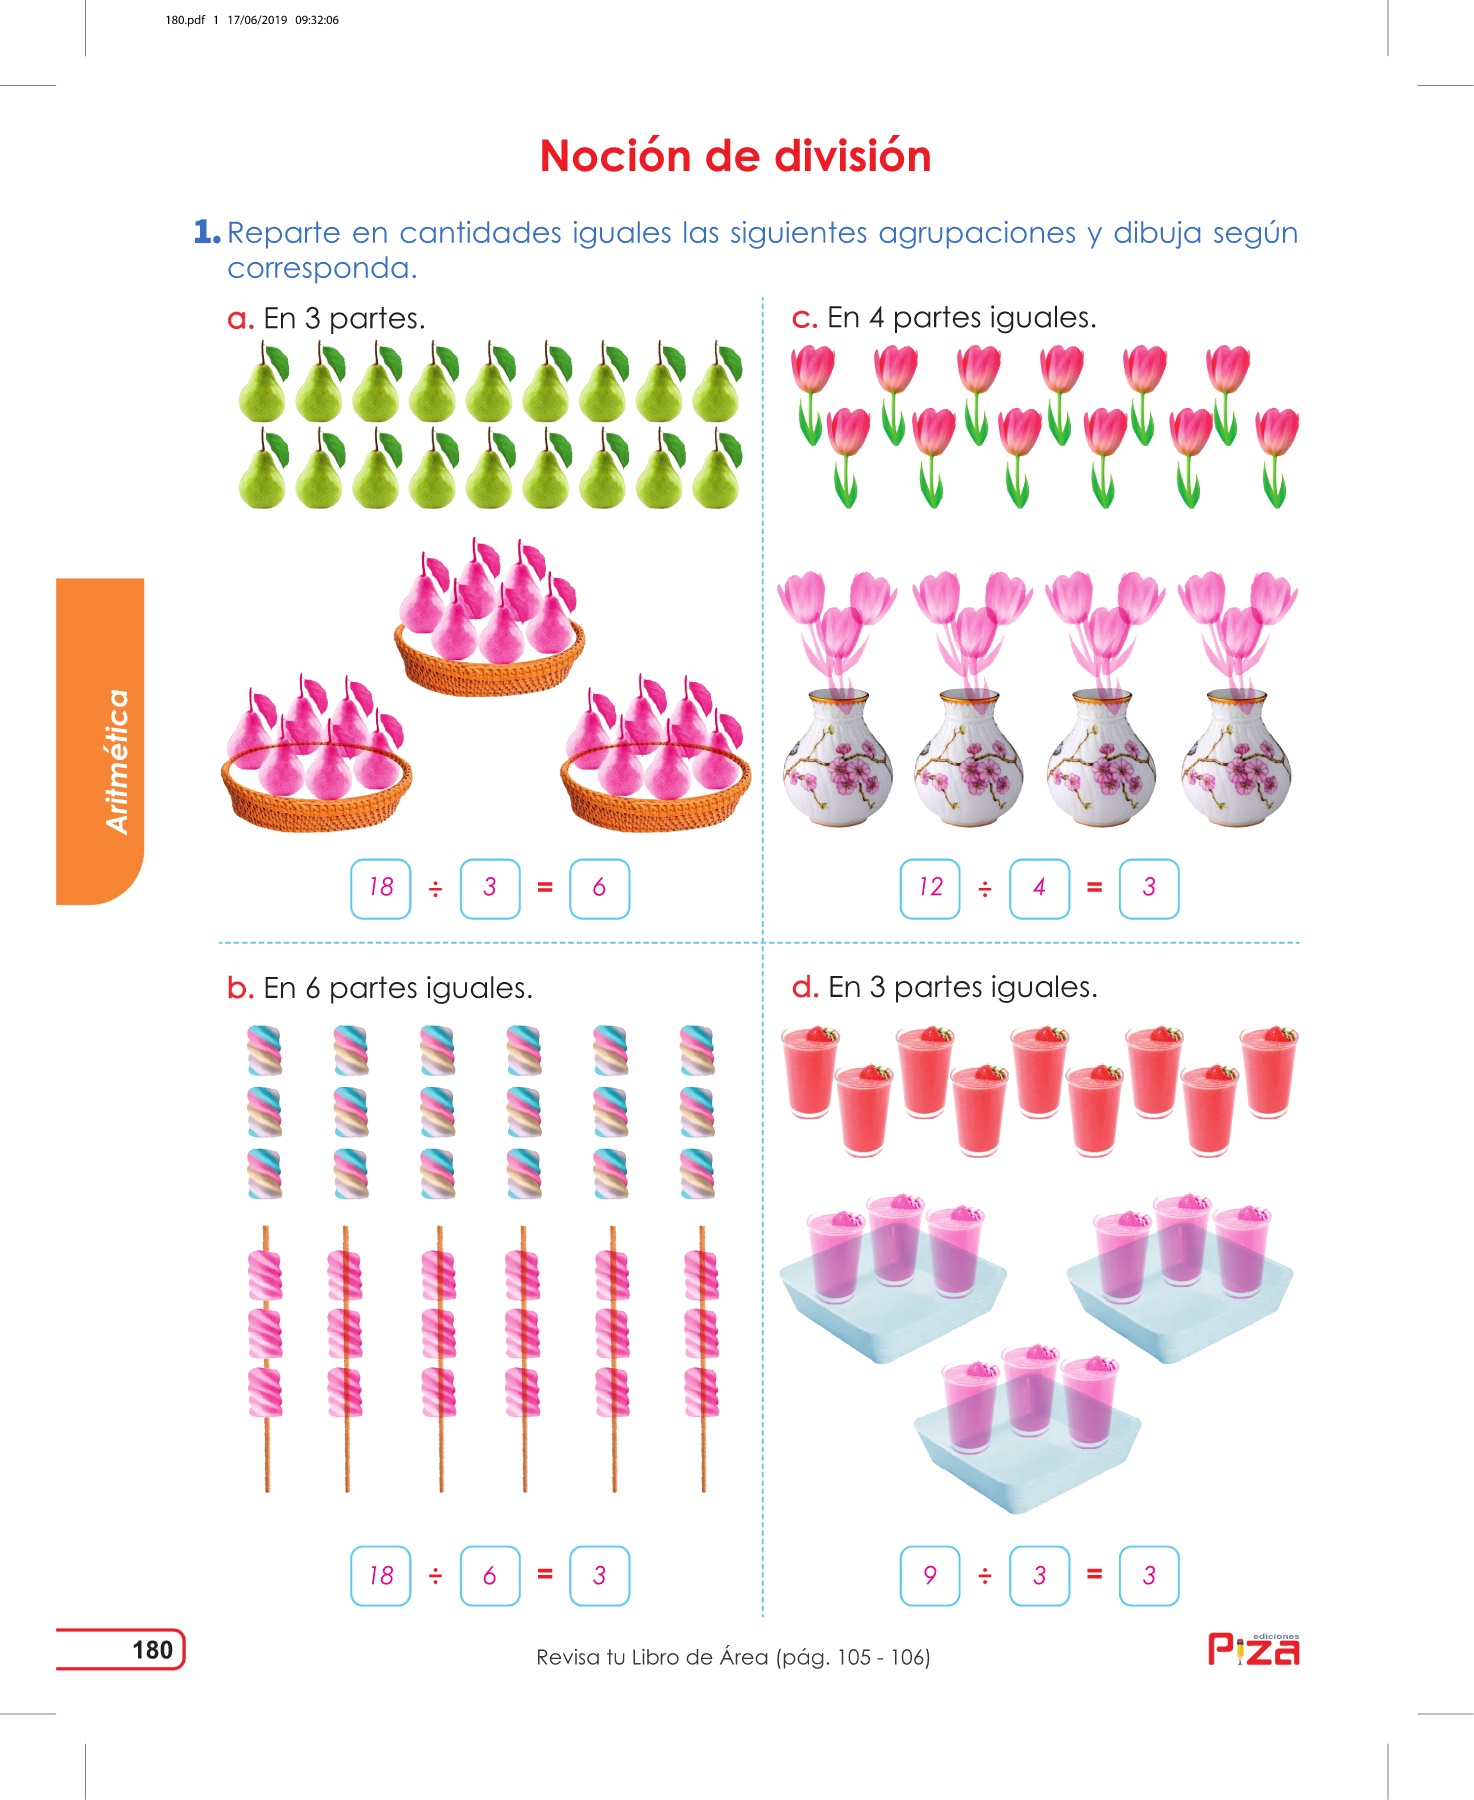 180.pdf 1 17/06/2019 09:32:06
Noción de división
1. Reparte en cantidades iguales las siguientes agrupaciones y dibuja según
corresponda.
a. En 3 partes.
18 ÷ 3 = 6
c. En 4 partes iguales.
12 ÷ 4 = 3
b. En 6 partes iguales.
18 ÷ 6 = 3
d. En 3 partes iguales.
9 ÷ 3 = 3
Aritmética
180
Revisa tu Libro de Área (pág. 105 - 106)
ediciones
Piza